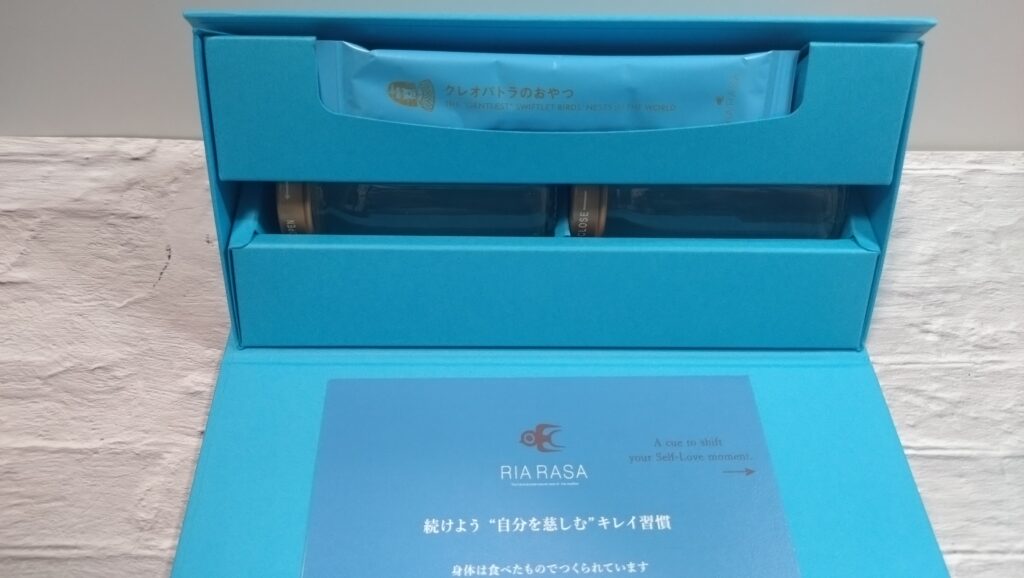 クレオパトラのおやつ
THE "GENTLEST" SWIFTLET BIRDS' NESTS IN THE WORLD
OPEN
CLOSE
RIA RASA
A cue to shift
your Self-Love moment.
続けよう “自分を慈しむ”キレイ習慣
身体は食べたものでつくられています